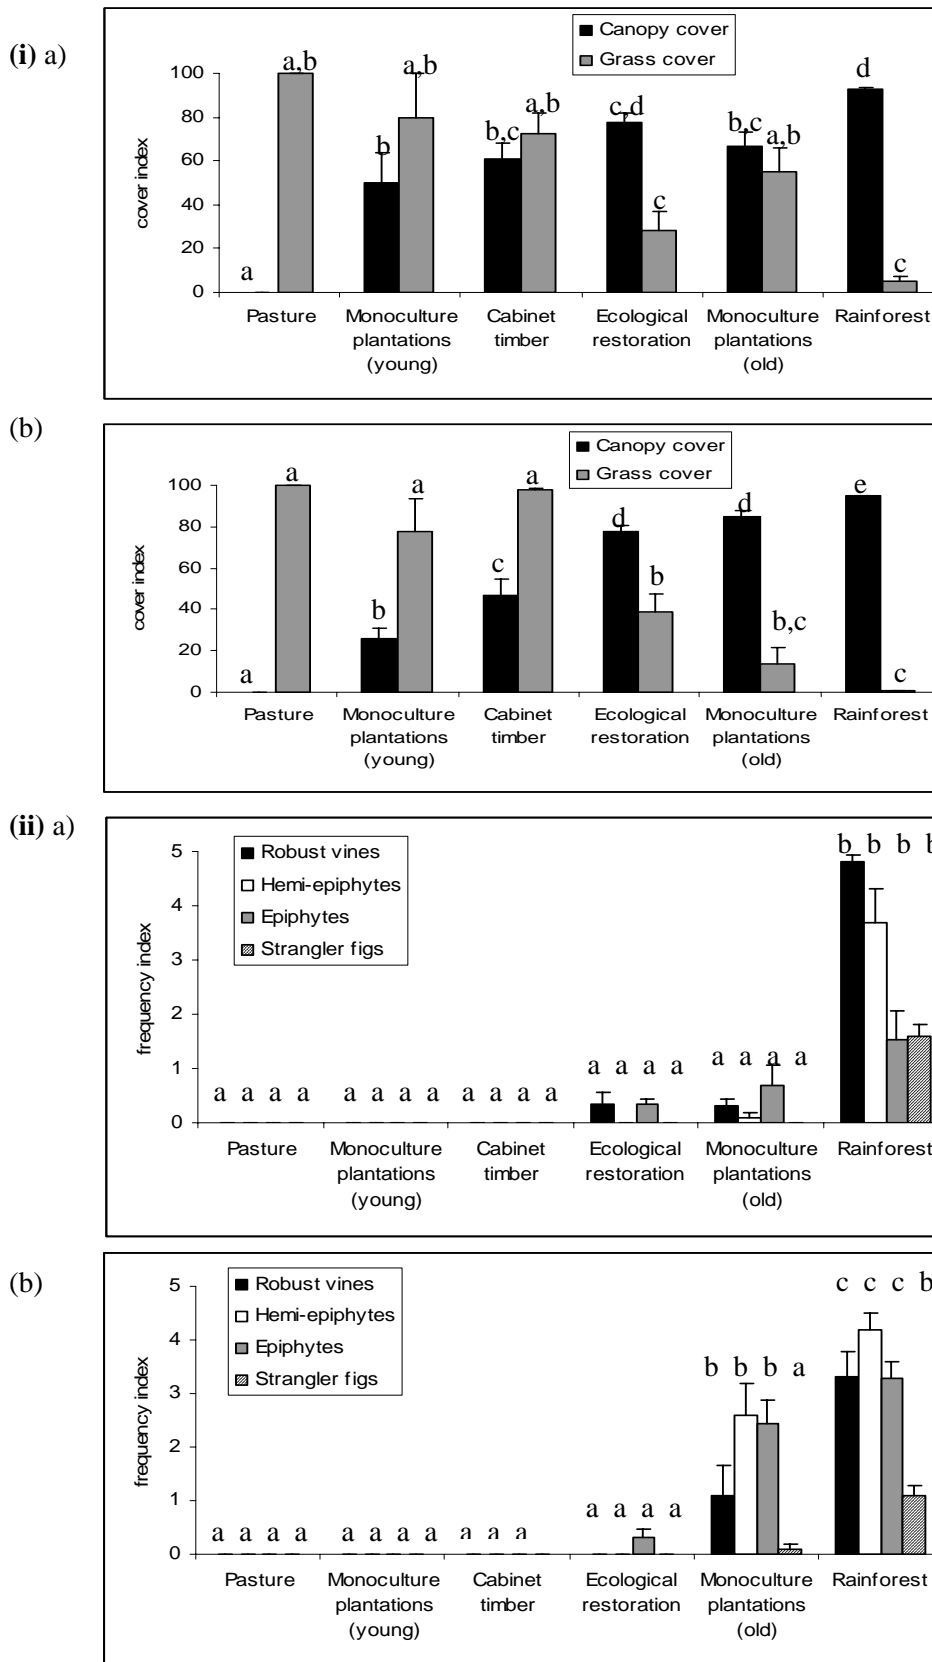 (i) a)
Canopy cover
Grass cover
cover index
100
80
60
40
20
0
a a,b b a,b b,c a,b c,d c b,c a,b d c
Pasture Monoculture plantations (young) Cabinet timber Ecological restoration Monoculture plantations (old) Rainforest
(b)
Canopy cover
Grass cover
cover index
100
80
60
40
20
0
a a b a c a d b d b,c e c
Pasture Monoculture plantations (young) Cabinet timber Ecological restoration Monoculture plantations (old) Rainforest
(ii) a)
Robust vines
Hemi-epiphytes
Epiphytes
Strangler figs
frequency index
5
4
3
2
1
0
a a a a a a a a a a a a a a a a a a a a b b b b
Pasture Monoculture plantations (young) Cabinet timber Ecological restoration Monoculture plantations (old) Rainforest
(b)
Robust vines
Hemi-epiphytes
Epiphytes
Strangler figs
frequency index
5
4
3
2
1
0
a a a a a a a a a a a a a a a b b b a c c c b
Pasture Monoculture plantations (young) Cabinet timber Ecological restoration Monoculture plantations (old) Rainforest